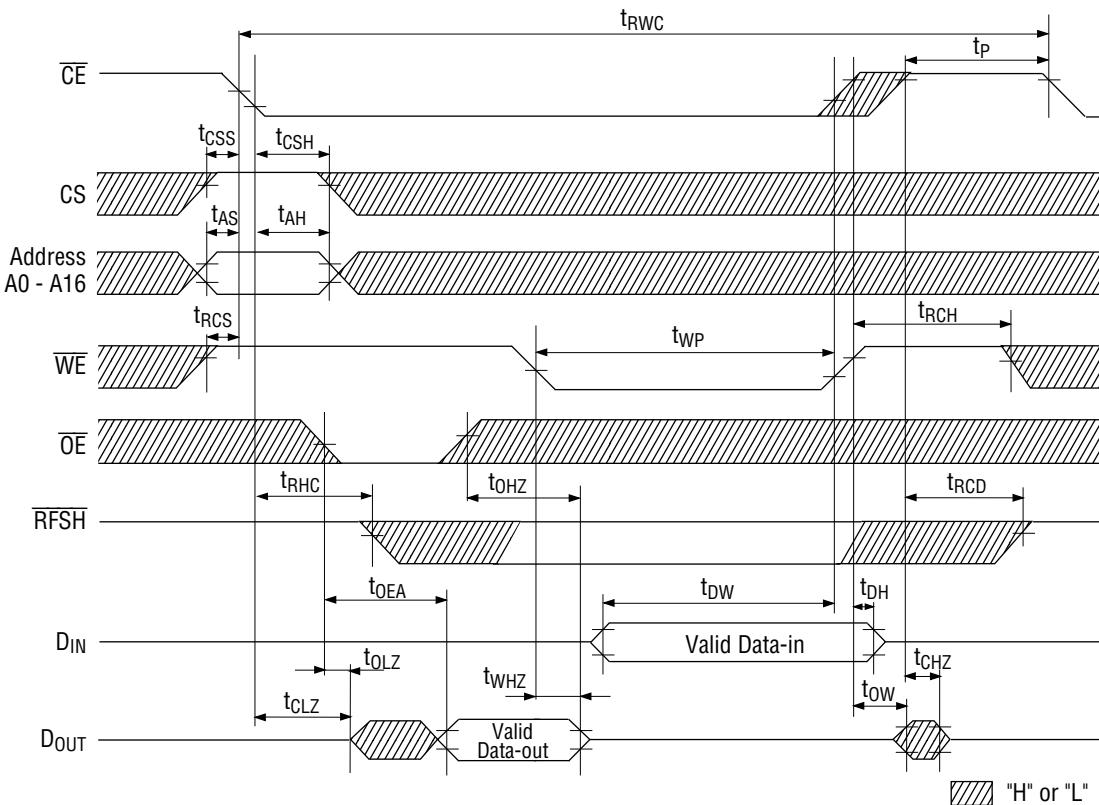 tRWC
tP
CE
tCSS
tCSH
CS
tAS
tAH
Address
A0 - A16
tRCS
tWP
tRCH
WE
OE
tRHC
tOHZ
tRCD
RFSH
tOEA
tDW
tDH
DIN
Valid Data-in
tOLZ
tWHZ
tCHZ
tCLZ
tOW
DOUT
Valid
Data-out
"H" or "L"